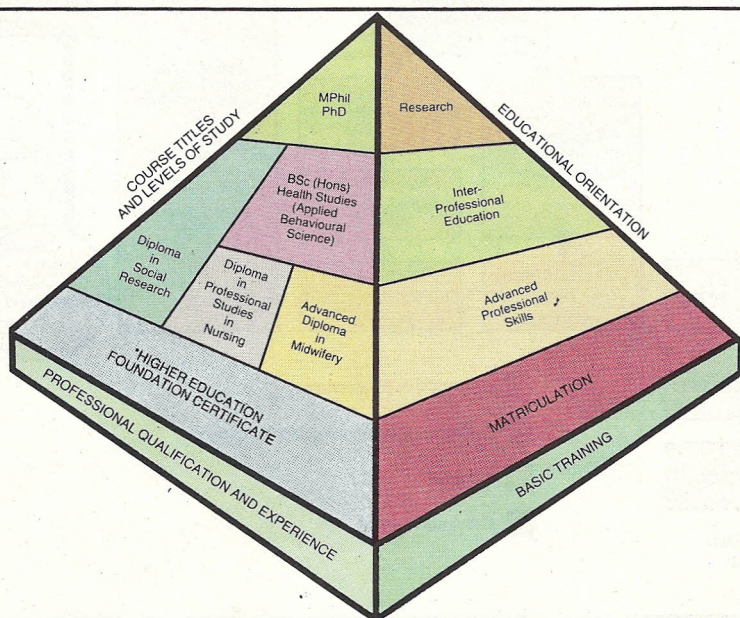 COURSE TITLES
AND LEVELS OF STUDY
EDUCATIONAL ORIENTATION
MPhil
PhD
Research
BSc (Hons)
Health Studies
(Applied
Behavioural
Science)
Inter-
Professional
Education
Diploma
in
Social
Research
Diploma
in
Professional
Studies
in
Nursing
Advanced
Diploma
in
Midwifery
Advanced
Professional
Skills
*HIGHER EDUCATION
FOUNDATION CERTIFICATE
MATRICULATION
PROFESSIONAL QUALIFICATION AND EXPERIENCE
BASIC TRAINING